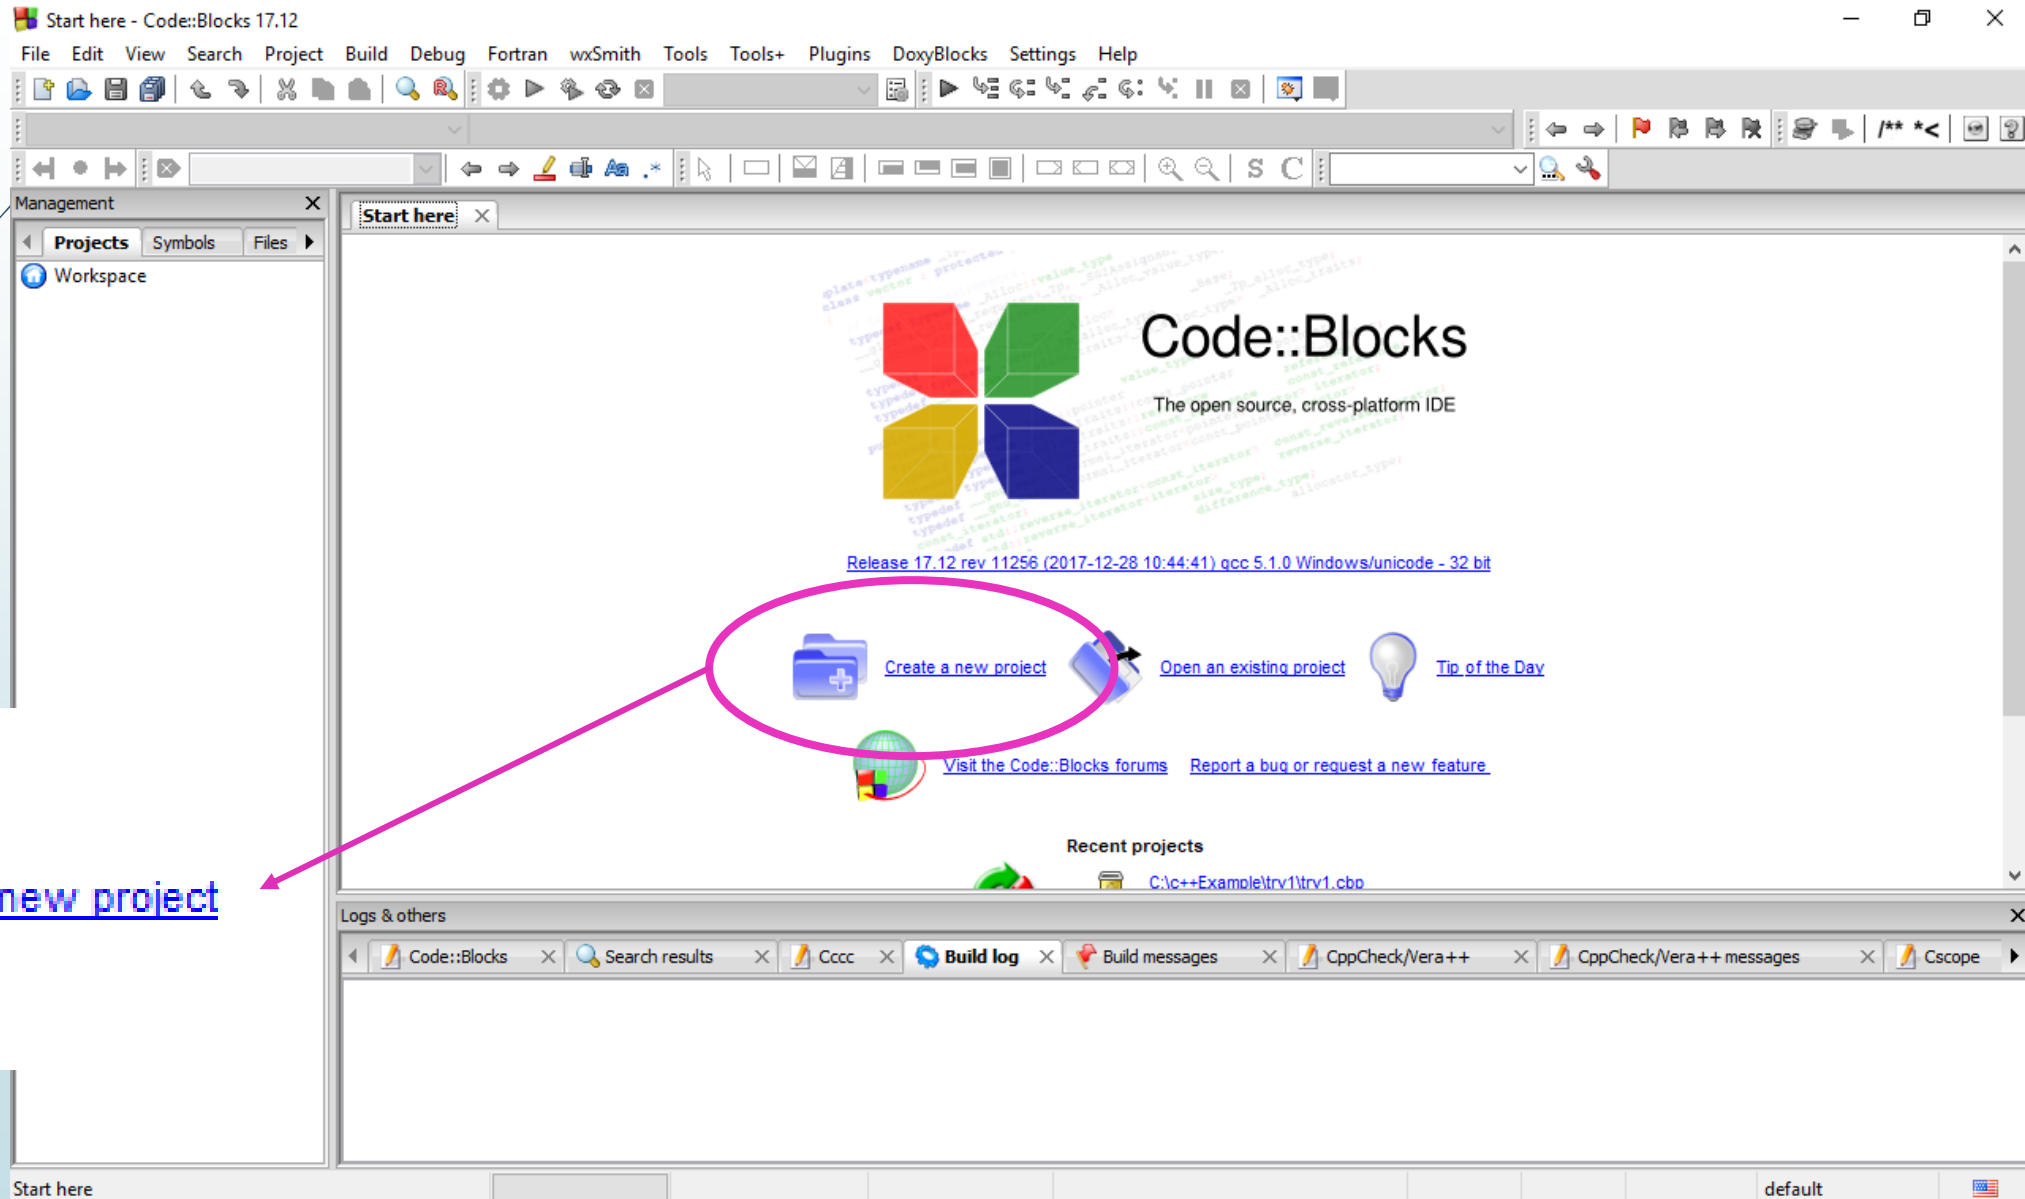 Start here - Code::Blocks 17.12
File Edit View Search Project Build Debug Fortran wxSmith Tools Tools+ Plugins DoxyBlocks Settings Help
/** *<
S C
Management
Projects Symbols Files
Workspace
Start here
Code::Blocks
The open source, cross-platform IDE
Release 17.12 rev 11256 (2017-12-28 10:44:41) gcc 5.1.0 Windows/unicode - 32 bit
Create a new project Open an existing project Tip of the Day
Visit the Code::Blocks forums Report a bug or request a new feature
Recent projects
C:\c++Example\try1\try1.cbp
new project
Logs & others
Code::Blocks Search results Cccc Build log Build messages CppCheck/Vera++ CppCheck/Vera++ messages Cscope
Start here default